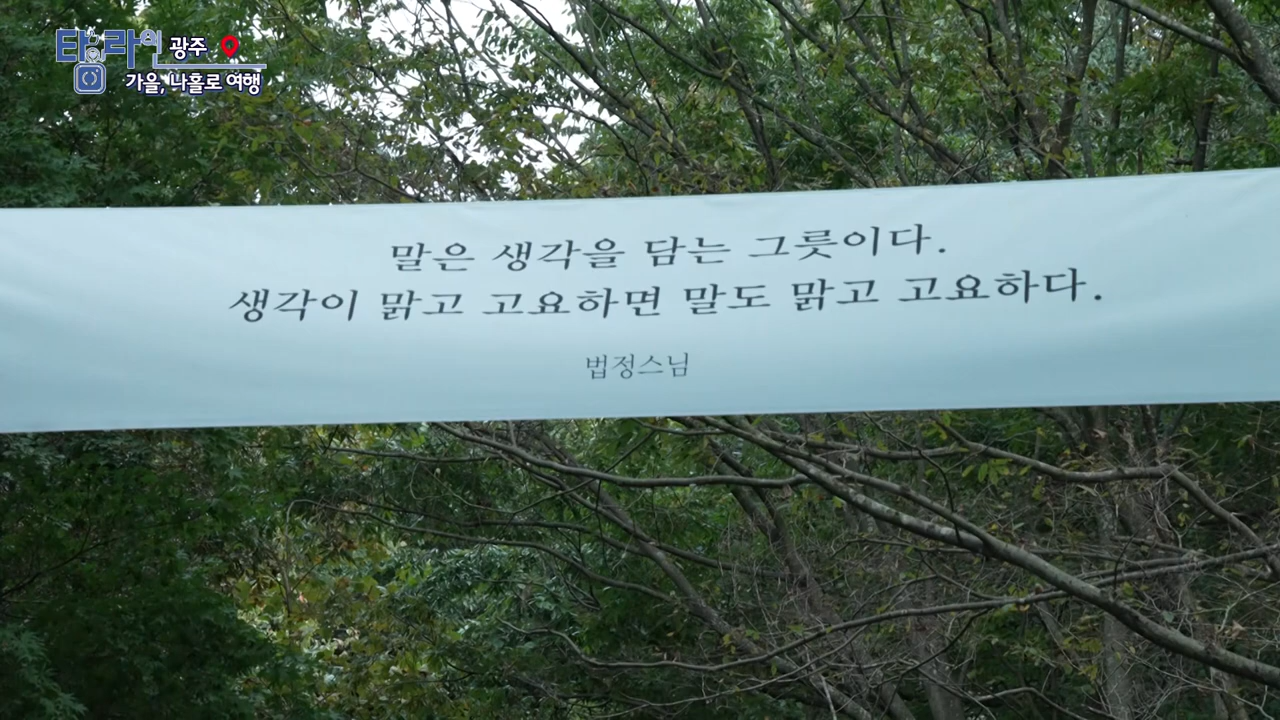 타라의 광주
가을, 나홀로 여행
말은 생각을 담는 그릇이다.
생각이 맑고 고요하면 말도 맑고 고요하다.
법정스님